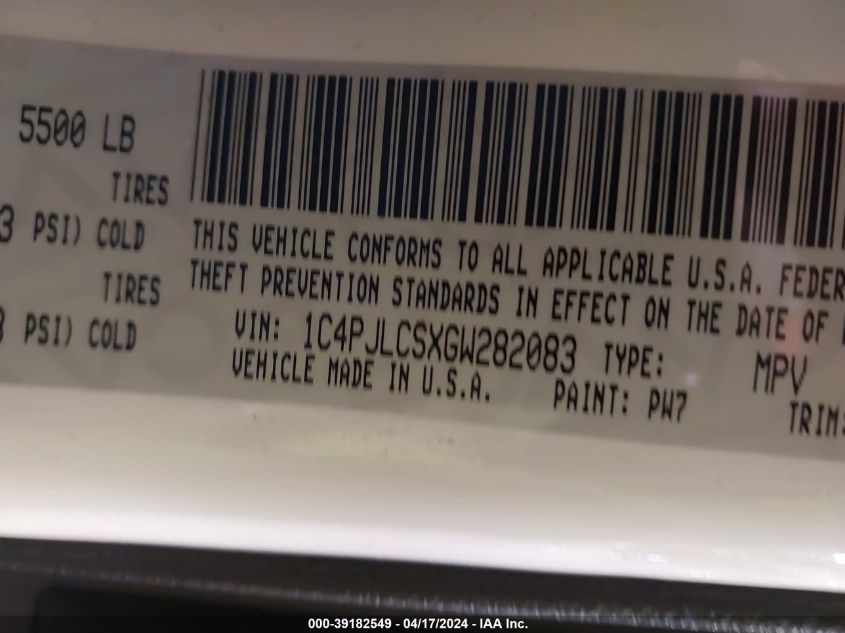 5500 LB
TIRES
3 PSI) COLD
TIRES
PSI) COLD
THIS VEHICLE CONFORMS TO ALL APPLICABLE U.S.A. FEDER
THEFT PREVENTION STANDARDS IN EFFECT ON THE DATE OF
VIN: 1C4PJLCSXGW282083 TYPE: MPV
VEHICLE MADE IN U.S.A. PAINT: PW7
TRIM:
000-39182549 - 04/17/2024 - IAA Inc.